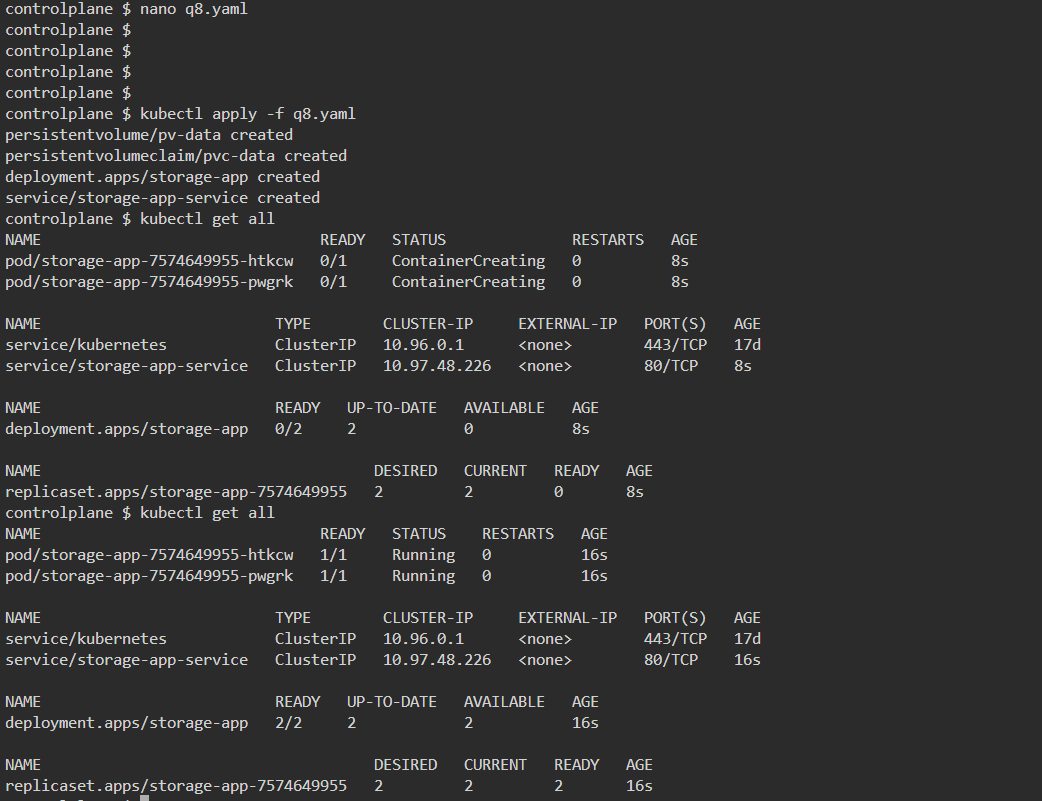 controlplane $ nano q8.yaml
controlplane $
controlplane $
controlplane $
controlplane $
controlplane $ kubectl apply -f q8.yaml
persistentvolume/pv-data created
persistentvolumeclaim/pvc-data created
deployment.apps/storage-app created
service/storage-app-service created
controlplane $ kubectl get all
NAME                               READY   STATUS              RESTARTS   AGE
pod/storage-app-7574649955-htkcw   0/1     ContainerCreating   0          8s
pod/storage-app-7574649955-pwgrk   0/1     ContainerCreating   0          8s

NAME                          TYPE        CLUSTER-IP     EXTERNAL-IP   PORT(S)   AGE
service/kubernetes            ClusterIP   10.96.0.1      <none>        443/TCP   17d
service/storage-app-service   ClusterIP   10.97.48.226   <none>        80/TCP    8s

NAME                          READY   UP-TO-DATE   AVAILABLE   AGE
deployment.apps/storage-app   0/2     2            0           8s

NAME                                     DESIRED   CURRENT   READY   AGE
replicaset.apps/storage-app-7574649955   2         2         0       8s
controlplane $ kubectl get all
NAME                               READY   STATUS    RESTARTS   AGE
pod/storage-app-7574649955-htkcw   1/1     Running   0          16s
pod/storage-app-7574649955-pwgrk   1/1     Running   0          16s

NAME                          TYPE        CLUSTER-IP     EXTERNAL-IP   PORT(S)   AGE
service/kubernetes            ClusterIP   10.96.0.1      <none>        443/TCP   17d
service/storage-app-service   ClusterIP   10.97.48.226   <none>        80/TCP    16s

NAME                          READY   UP-TO-DATE   AVAILABLE   AGE
deployment.apps/storage-app   2/2     2            2           16s

NAME                                     DESIRED   CURRENT   READY   AGE
replicaset.apps/storage-app-7574649955   2         2         2       16s